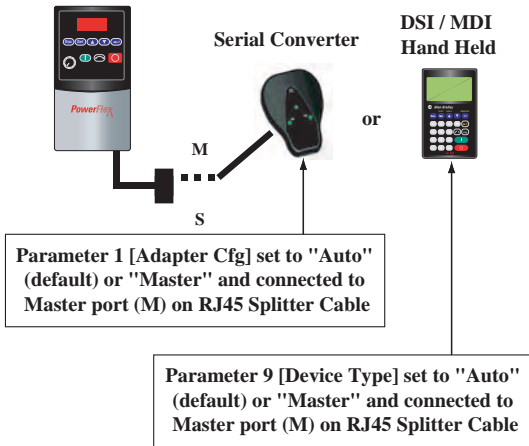 Serial Converter
DSI / MDI
Hand Held
PowerFlex
or
M
S
Parameter 1 [Adapter Cfg] set to "Auto"
(default) or "Master" and connected to
Master port (M) on RJ45 Splitter Cable
Parameter 9 [Device Type] set to "Auto"
(default) or "Master" and connected to
Master port (M) on RJ45 Splitter Cable